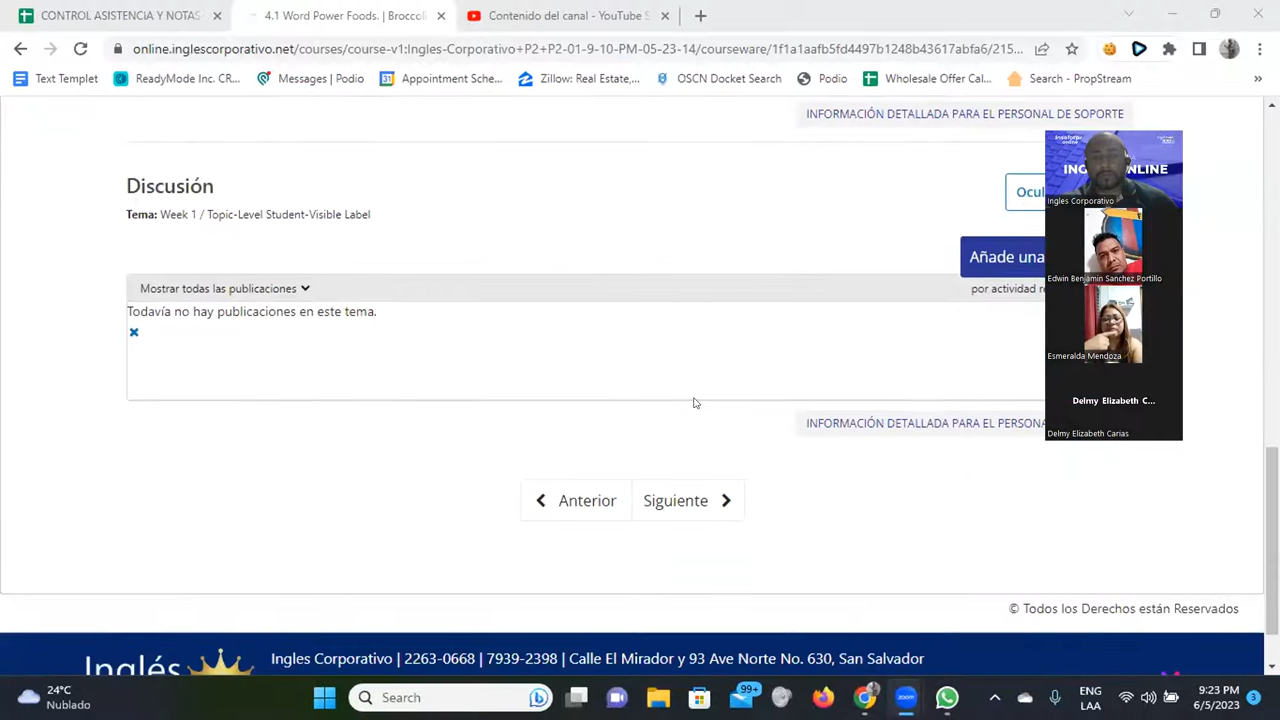 CONTROL ASISTENCIA Y NOTAS
4.1 Word Power Foods. | Broccoli
Contenido del canal - YouTube S
online.inglescorporativo.net/courses/course-v1:Ingles-Corporativo+P2+P2-01-9-10-PM-05-23-14/courseware/1f1a1aafb5fd4497b1248b43617abfa6/215...
Text Templet
ReadyMode Inc. CR...
Messages | Podio
Appointment Sche...
Zillow: Real Estate,...
OSCN Docket Search
Podio
Wholesale Offer Cal...
Search - PropStream
»
INFORMACIÓN DETALLADA PARA EL PERSONAL DE SOPORTE
Discusión
Ocul
Tema: Week 1 / Topic-Level Student-Visible Label
Añade una
Mostrar todas las publicaciones
por actividad re
Todavía no hay publicaciones en este tema.
INFORMACIÓN DETALLADA PARA EL PERSONA
Ingles Corporativo
Edwin Benjamin Sanchez Portillo
Esmeralda Mendoza
Delmy Elizabeth C...
Delmy Elizabeth Carias
Anterior
Siguiente
© Todos los Derechos están Reservados
Inglés
Ingles Corporativo | 2263-0668 | 7939-2398 | Calle El Mirador y 93 Ave Norte No. 630, San Salvador
24°C
Nublado
Search
99+
ENG
LAA
9:23 PM
6/5/2023
3